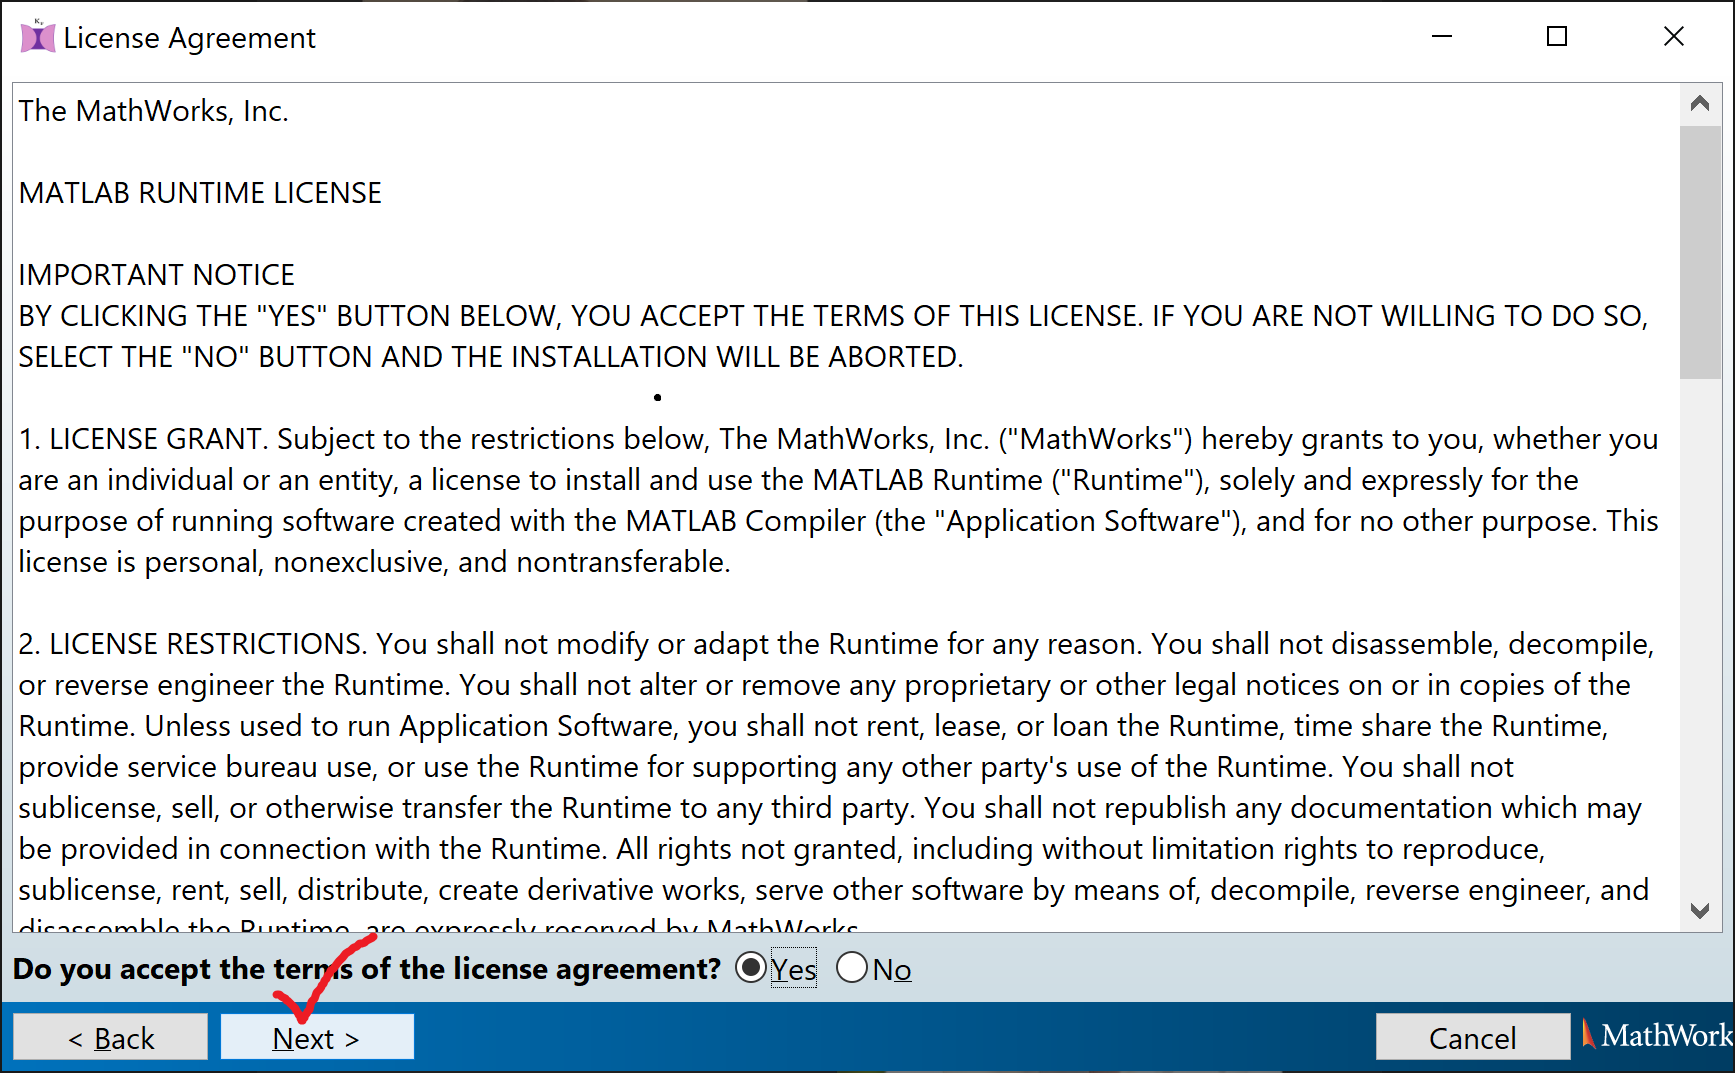 License Agreement
The MathWorks, Inc.
MATLAB RUNTIME LICENSE
IMPORTANT NOTICE
BY CLICKING THE "YES" BUTTON BELOW, YOU ACCEPT THE TERMS OF THIS LICENSE. IF YOU ARE NOT WILLING TO DO SO,
SELECT THE "NO" BUTTON AND THE INSTALLATION WILL BE ABORTED.
1. LICENSE GRANT. Subject to the restrictions below, The MathWorks, Inc. ("MathWorks") hereby grants to you, whether you
are an individual or an entity, a license to install and use the MATLAB Runtime ("Runtime"), solely and expressly for the
purpose of running software created with the MATLAB Compiler (the "Application Software"), and for no other purpose. This
license is personal, nonexclusive, and nontransferable.
2. LICENSE RESTRICTIONS. You shall not modify or adapt the Runtime for any reason. You shall not disassemble, decompile,
or reverse engineer the Runtime. You shall not alter or remove any proprietary or other legal notices on or in copies of the
Runtime. Unless used to run Application Software, you shall not rent, lease, or loan the Runtime, time share the Runtime,
provide service bureau use, or use the Runtime for supporting any other party's use of the Runtime. You shall not
sublicense, sell, or otherwise transfer the Runtime to any third party. You shall not republish any documentation which may
be provided in connection with the Runtime. All rights not granted, including without limitation rights to reproduce,
sublicense, rent, sell, distribute, create derivative works, serve other software by means of, decompile, reverse engineer, and
disassemble the Runtime, are expressly reserved by MathWorks.
Do you accept the terms of the license agreement? Yes No
< Back Next > Cancel MathWork